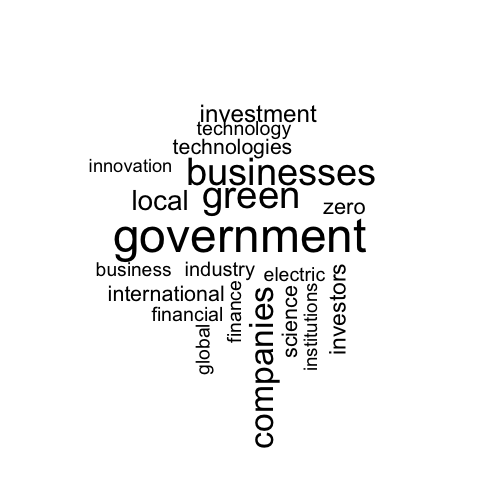 investment
technology
technologies
innovation
businesses
local
green
zero
government
business
industry
electric
international
financial
global
finance
companies
science
institutions
investors